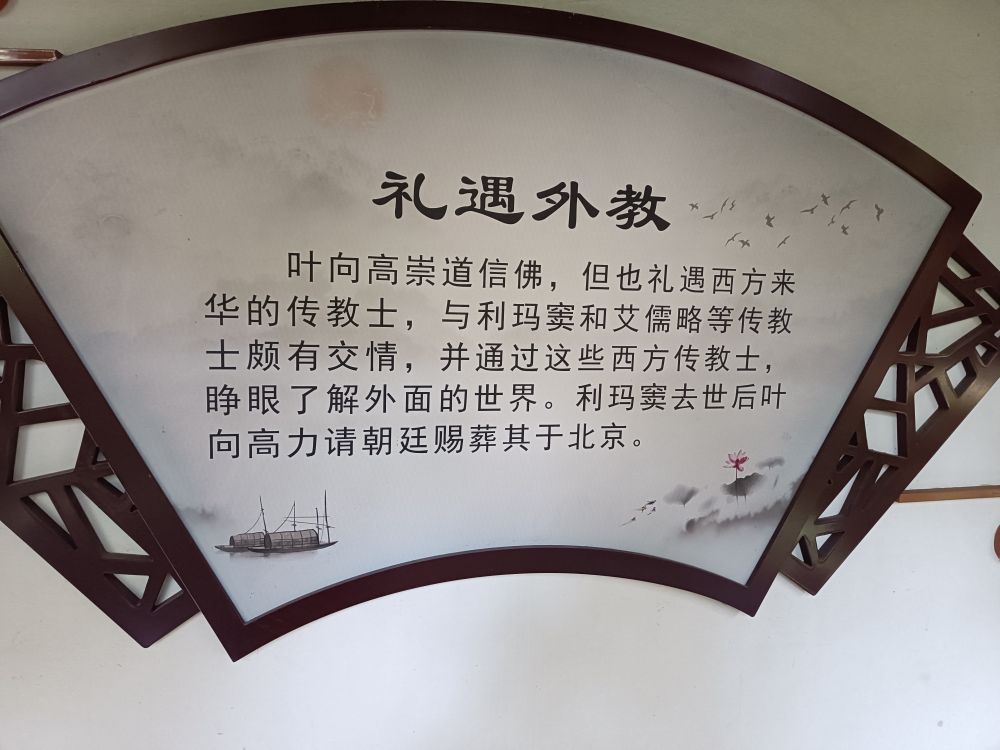 礼遇外教
叶向高崇道信佛，但也礼遇西方来
华的传教士，与利玛窦和艾儒略等传教
士颇有交情，并通过这些西方传教士，
睁眼了解外面的世界。利玛窦去世后叶
向高力请朝廷赐葬其于北京。